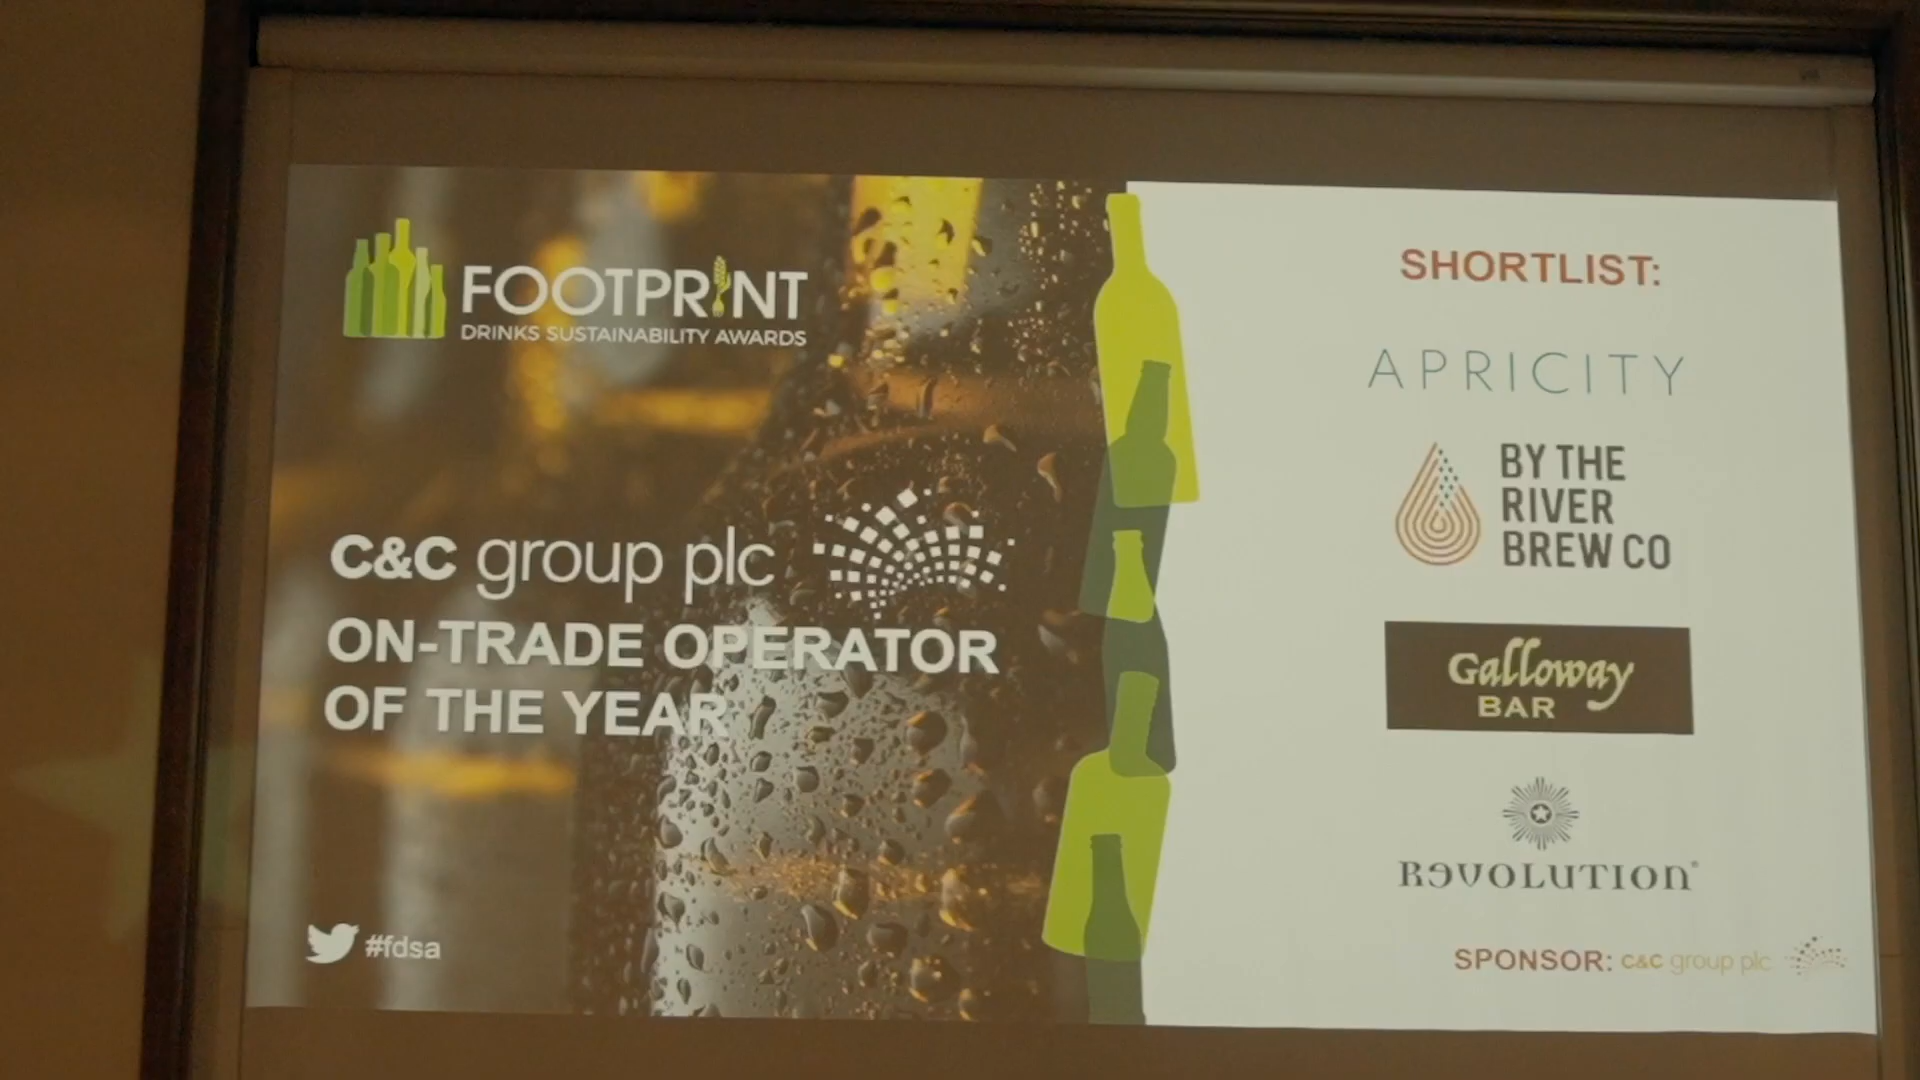 FOOTPRINT
DRINKS SUSTAINABILITY AWARDS
C&C group plc
ON-TRADE OPERATOR
OF THE YEAR
#fdsa
SHORTLIST:
APRICITY
BY THE
RIVER
BREW CO
Galloway
BAR
REVOLUTION®
SPONSOR: C&C group plc